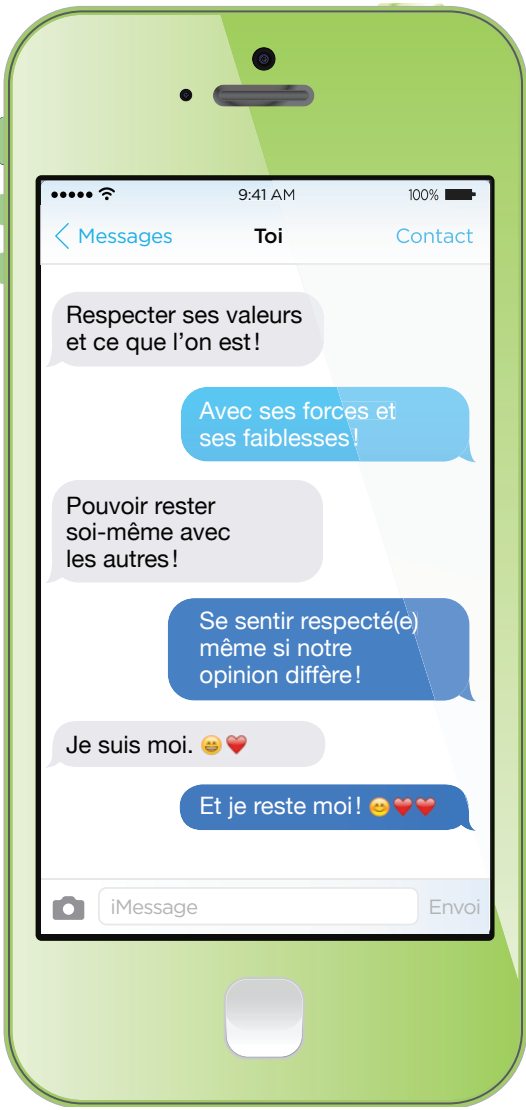 9:41 AM 100%
Messages Toi Contact
Respecter ses valeurs
et ce que l’on est !
Avec ses forces et
ses faiblesses !
Pouvoir rester
soi-même avec
les autres !
Se sentir respecté(e)
même si notre
opinion diffère !
Je suis moi. 😄❤️
Et je reste moi ! 😊❤️❤️
iMessage Envoi